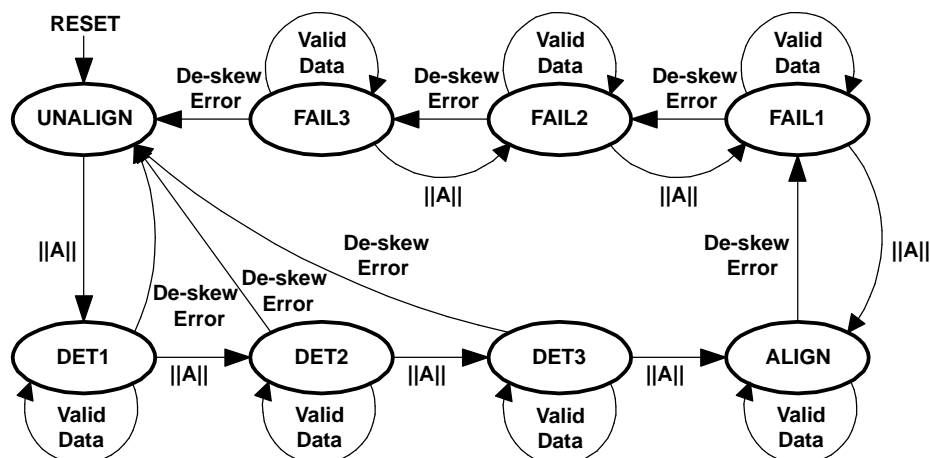 RESET
Valid
Data
Valid
Data
Valid
Data
De-skew
Error
De-skew
Error
De-skew
Error
UNALIGN
FAIL3
FAIL2
FAIL1
||A||
||A||
||A||
||A||
De-skew
Error
De-skew
Error
De-skew
Error
De-skew
Error
DET1
DET2
DET3
ALIGN
||A||
||A||
||A||
Valid
Data
Valid
Data
Valid
Data
Valid
Data